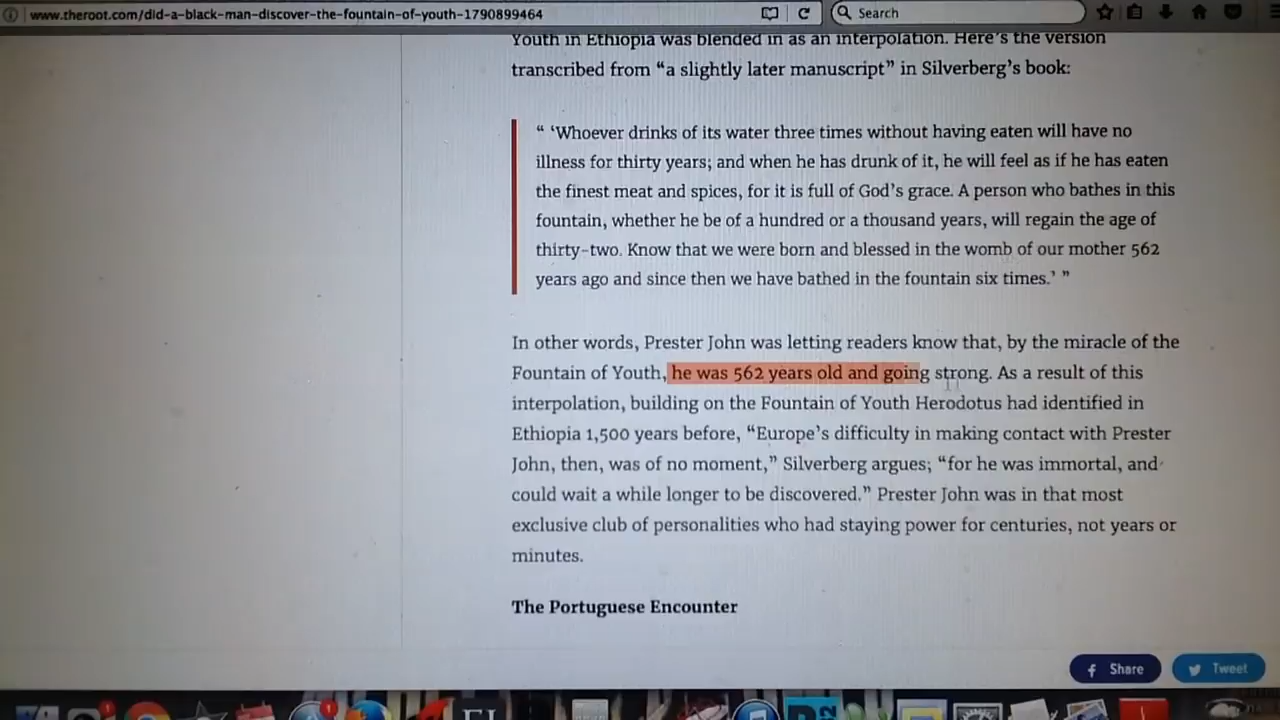 www.theroot.com/did-a-black-man-discover-the-fountain-of-youth-1790899464
Search
Youth in Ethiopia was blended in as an interpolation. Here's the version
transcribed from “a slightly later manuscript” in Silverberg's book:
“ ‘Whoever drinks of its water three times without having eaten will have no
illness for thirty years; and when he has drunk of it, he will feel as if he has eaten
the finest meat and spices, for it is full of God's grace. A person who bathes in this
fountain, whether he be of a hundred or a thousand years, will regain the age of
thirty-two. Know that we were born and blessed in the womb of our mother 562
years ago and since then we have bathed in the fountain six times.’ ”
In other words, Prester John was letting readers know that, by the miracle of the
Fountain of Youth, he was 562 years old and going strong. As a result of this
interpolation, building on the Fountain of Youth Herodotus had identified in
Ethiopia 1,500 years before, “Europe's difficulty in making contact with Prester
John, then, was of no moment,” Silverberg argues; “for he was immortal, and
could wait a while longer to be discovered.” Prester John was in that most
exclusive club of personalities who had staying power for centuries, not years or
minutes.
The Portuguese Encounter
Share
Tweet